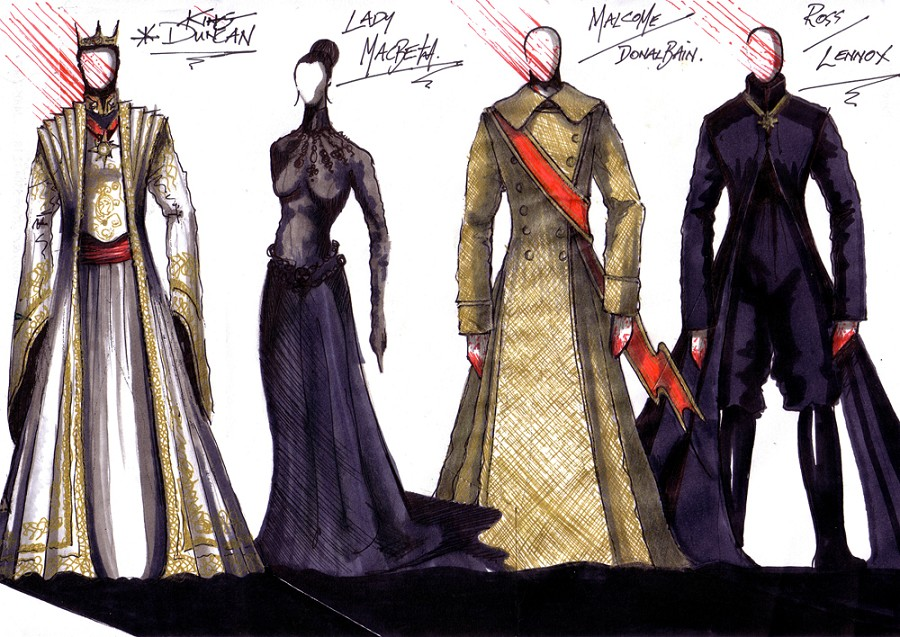 King
* Duncan
Lady
Macbeth.
Malcome
Donalbain.
Ross
Lennox